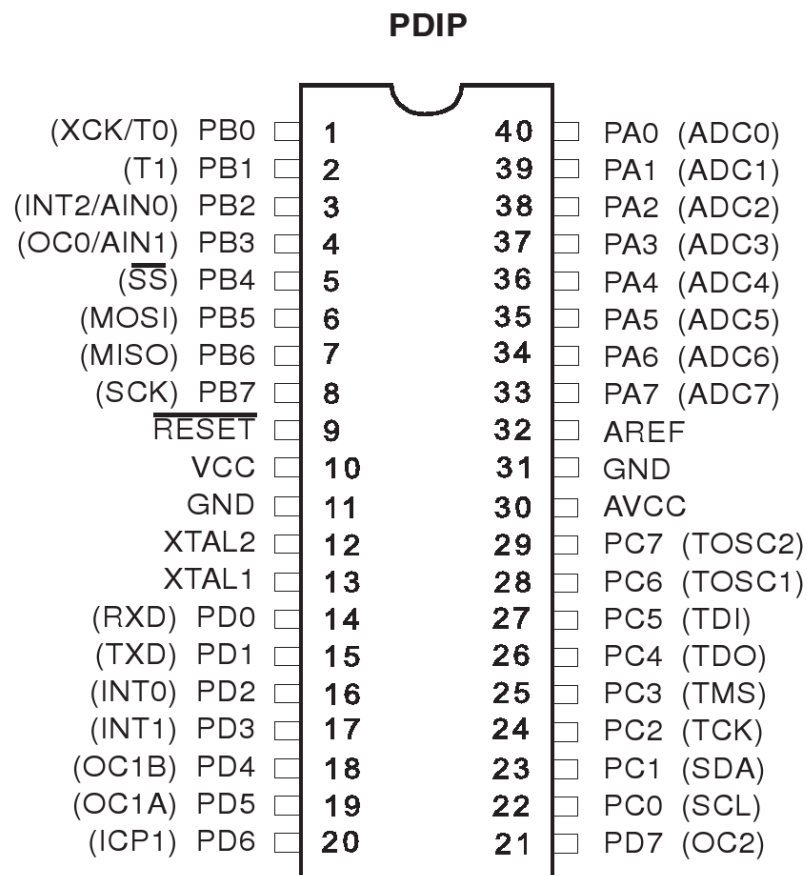 PDIP
(XCK/T0) PB0 1 40 PA0 (ADC0)
(T1) PB1 2 39 PA1 (ADC1)
(INT2/AIN0) PB2 3 38 PA2 (ADC2)
(OC0/AIN1) PB3 4 37 PA3 (ADC3)
(SS) PB4 5 36 PA4 (ADC4)
(MOSI) PB5 6 35 PA5 (ADC5)
(MISO) PB6 7 34 PA6 (ADC6)
(SCK) PB7 8 33 PA7 (ADC7)
RESET 9 32 AREF
VCC 10 31 GND
GND 11 30 AVCC
XTAL2 12 29 PC7 (TOSC2)
XTAL1 13 28 PC6 (TOSC1)
(RXD) PD0 14 27 PC5 (TDI)
(TXD) PD1 15 26 PC4 (TDO)
(INT0) PD2 16 25 PC3 (TMS)
(INT1) PD3 17 24 PC2 (TCK)
(OC1B) PD4 18 23 PC1 (SDA)
(OC1A) PD5 19 22 PC0 (SCL)
(ICP1) PD6 20 21 PD7 (OC2)